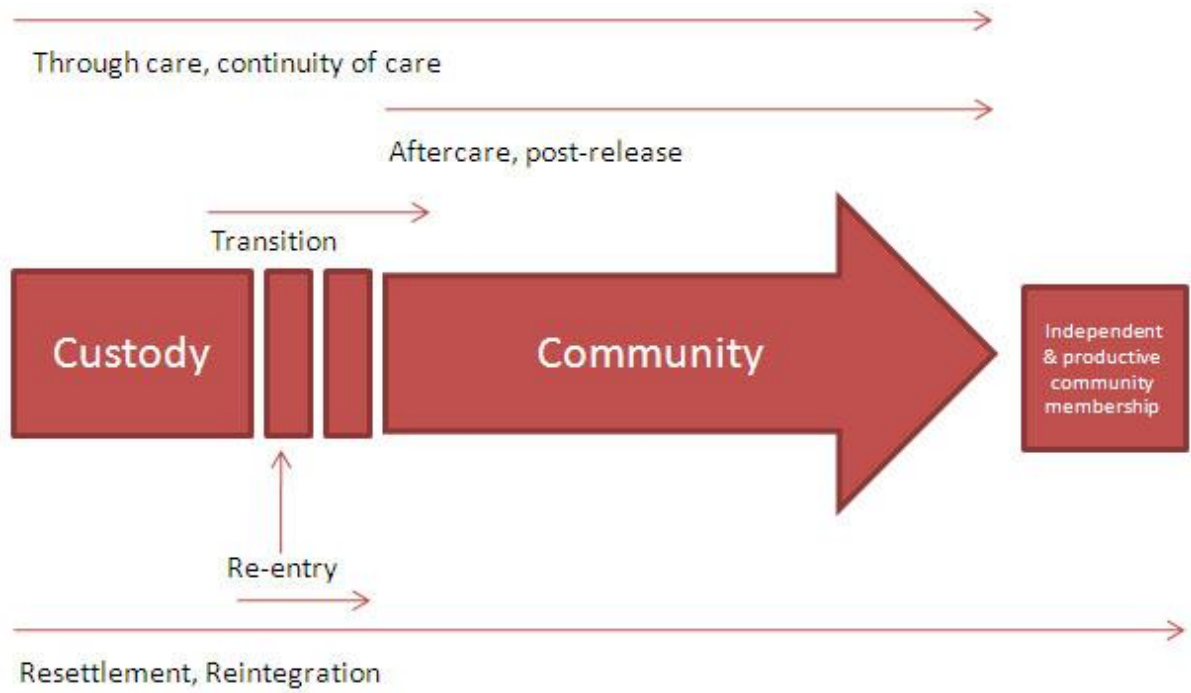 Through care, continuity of care
Aftercare, post-release
Transition
Custody
Community
Independent
& productive
community
membership
Re-entry
Resettlement, Reintegration